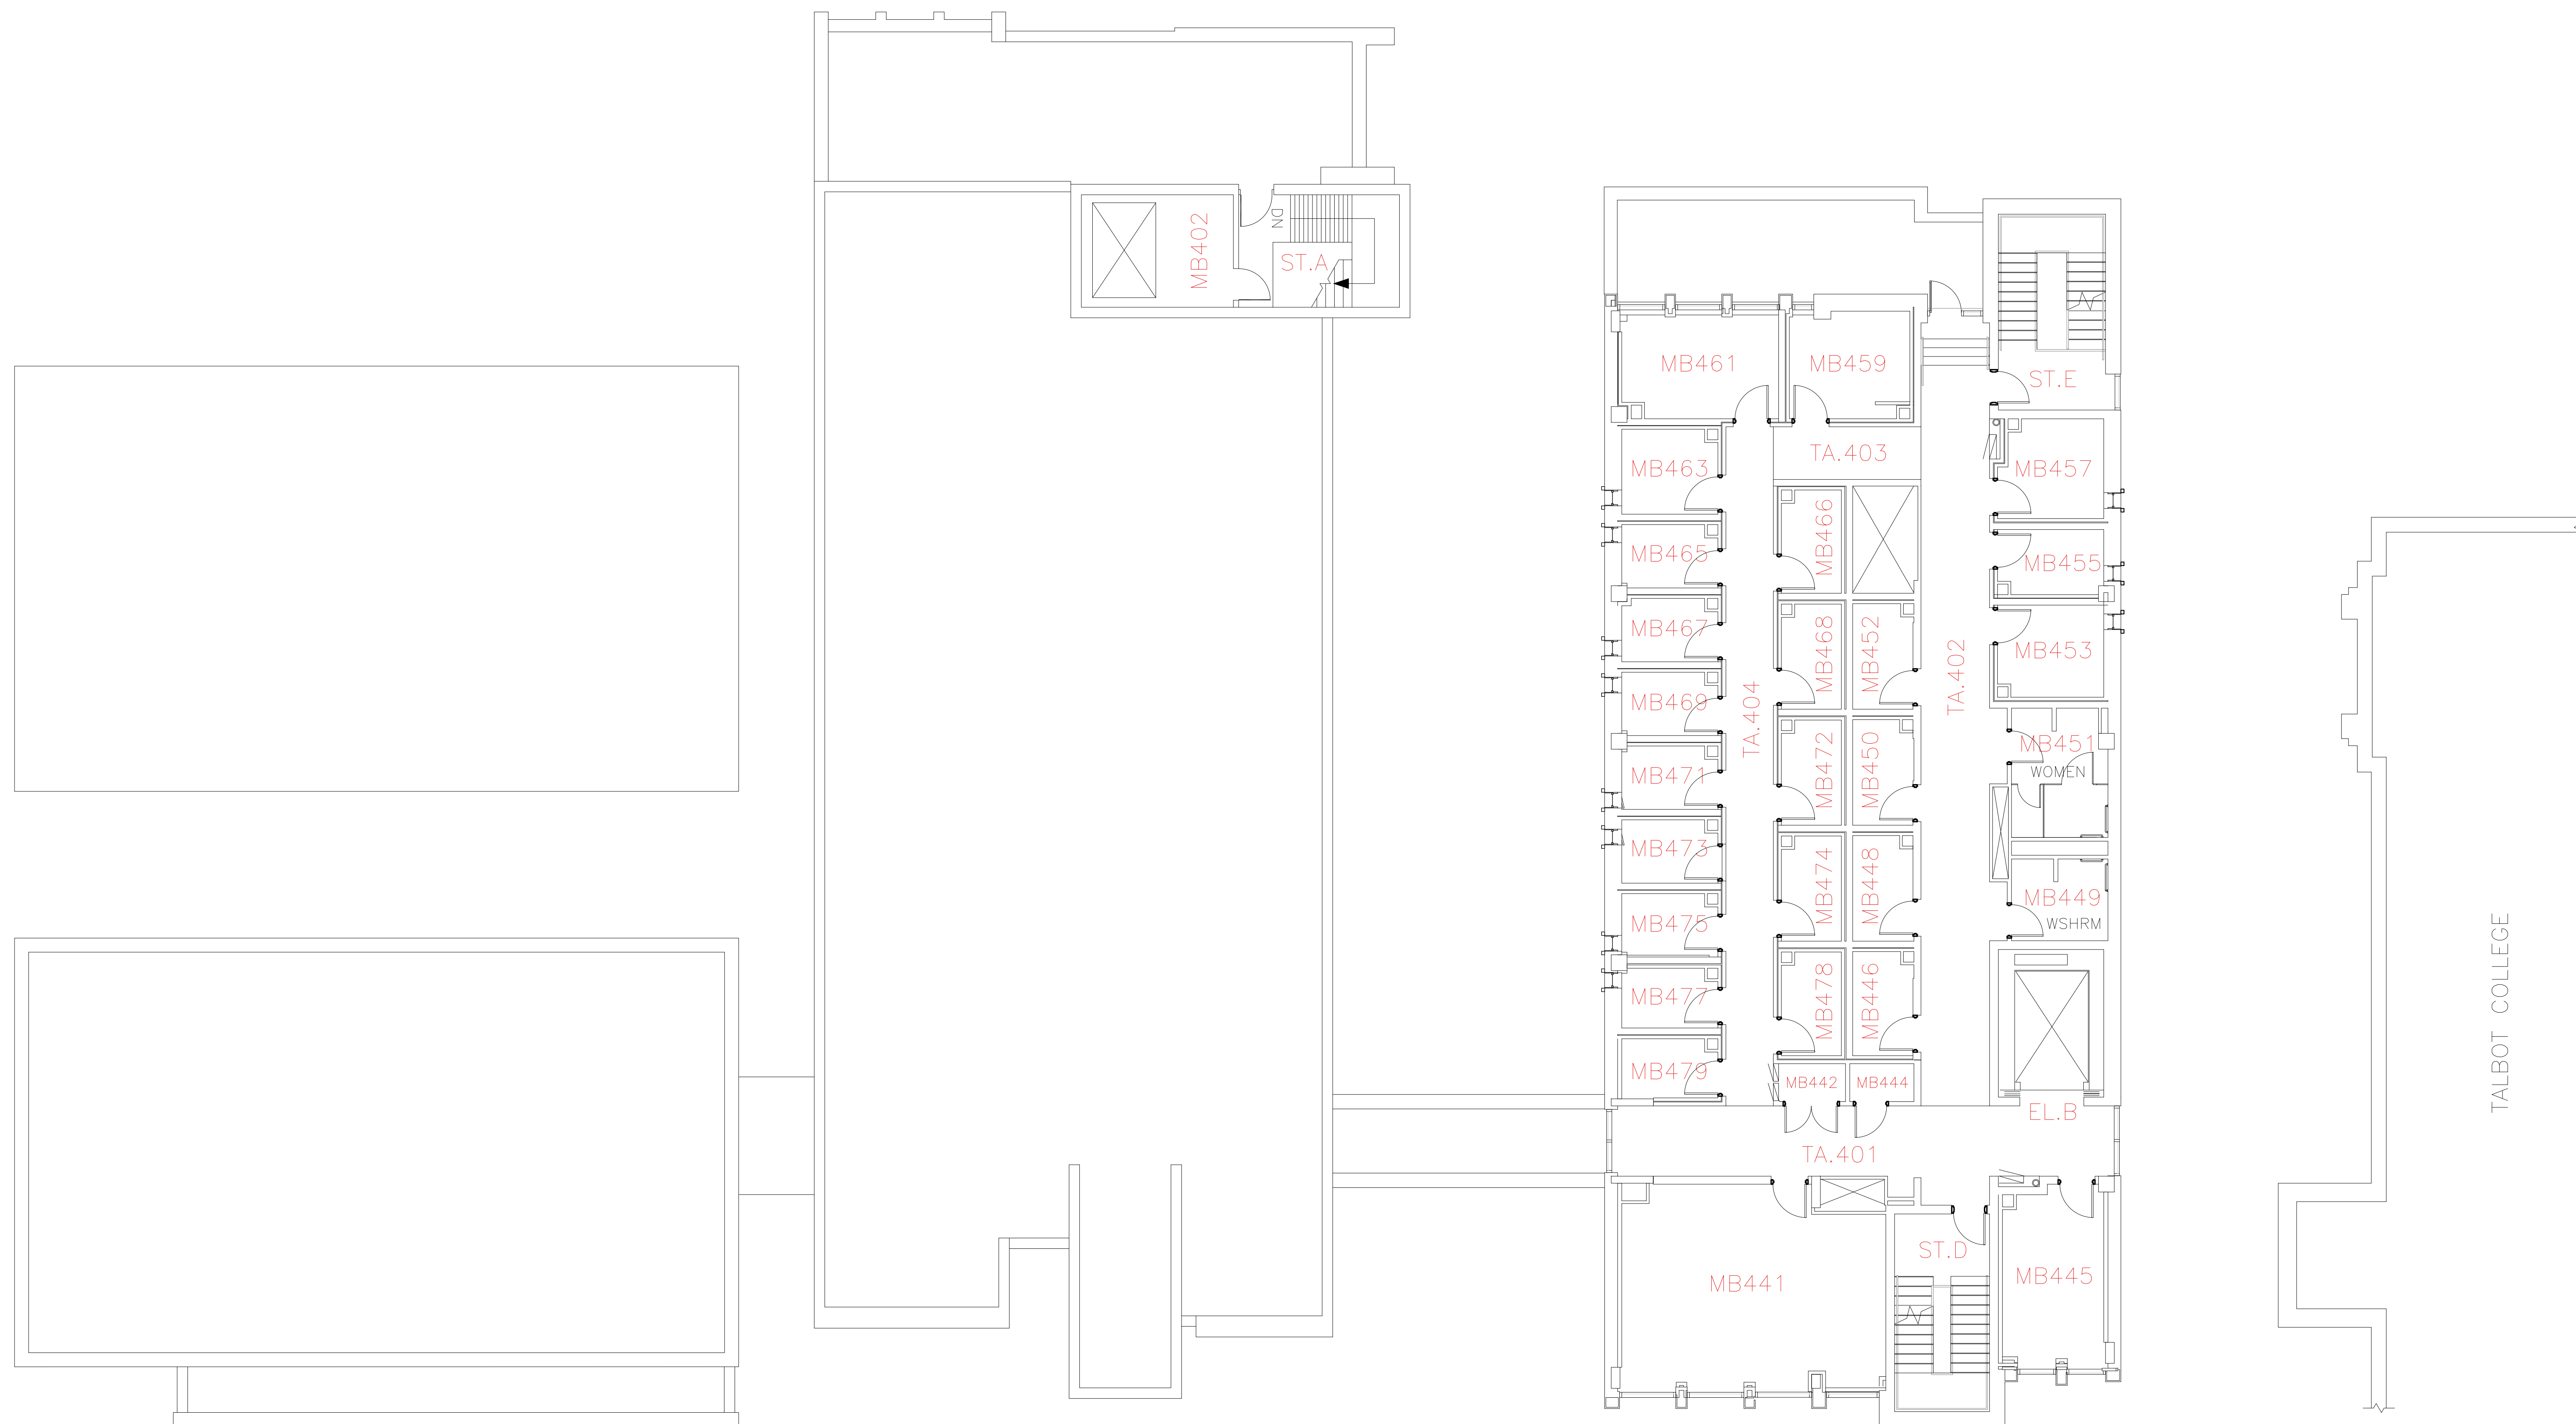 DN
MB402
ST.A
MB461
MB459
ST.E
TA.403
MB463
MB457
MB466
MB465
MB455
MB467
MB468
MB452
MB453
TA.402
MB469
TA.404
MB451
WOMEN
MB471
MB472
MB450
MB473
MB474
MB448
MB449
WSHRM
MB475
MB477
MB478
MB446
TALBOT COLLEGE
MB479
MB442
MB444
EL.B
TA.401
ST.D
MB441
MB445